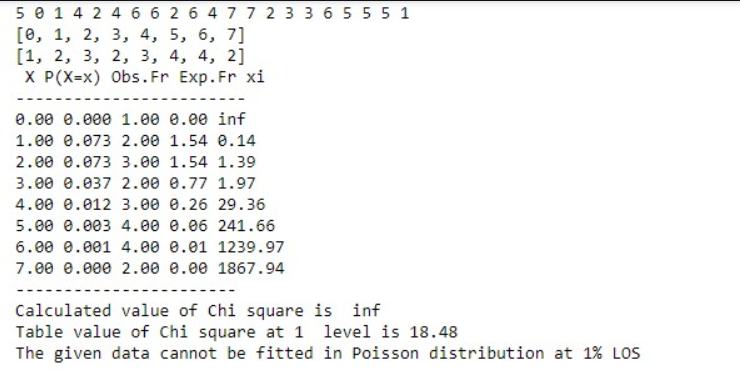 5 0 1 4 2 4 6 6 2 6 4 7 7 2 3 3 6 5 5 5 1
[0, 1, 2, 3, 4, 5, 6, 7]
[1, 2, 3, 2, 3, 4, 4, 2]
X P(X=x) Obs.Fr Exp.Fr xi
------------------------
0.00 0.000 1.00 0.00 inf
1.00 0.073 2.00 1.54 0.14
2.00 0.073 3.00 1.54 1.39
3.00 0.037 2.00 0.77 1.97
4.00 0.012 3.00 0.26 29.36
5.00 0.003 4.00 0.06 241.66
6.00 0.001 4.00 0.01 1239.97
7.00 0.000 2.00 0.00 1867.94
-----------------------
Calculated value of Chi square is  inf
Table value of Chi square at 1  level is 18.48
The given data cannot be fitted in Poisson distribution at 1% LOS